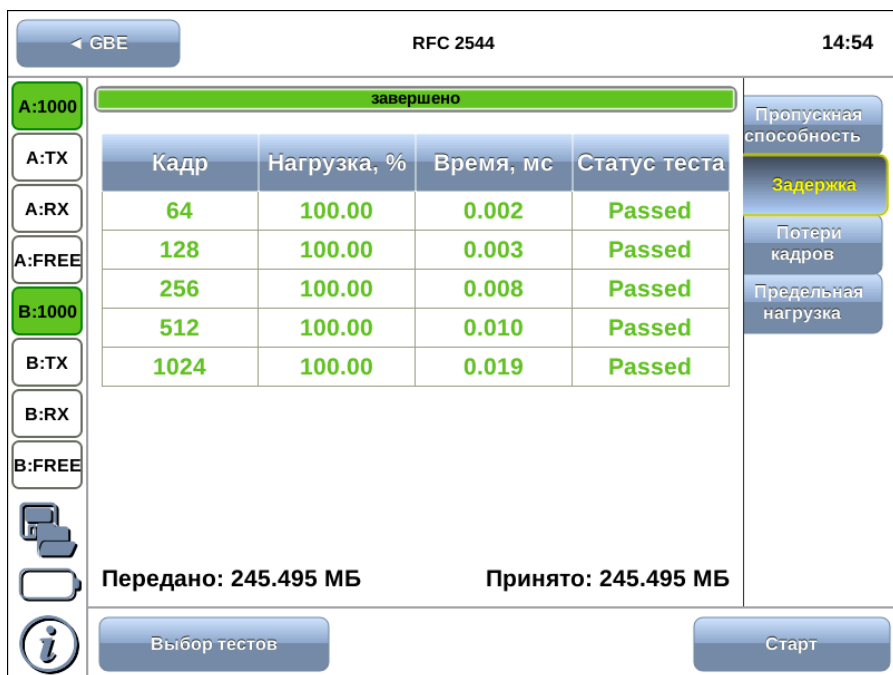 ◄ GBE
RFC 2544
14:54
A:1000
A:TX
A:RX
A:FREE
B:1000
B:TX
B:RX
B:FREE
завершено
Кадр Нагрузка, % Время, мс Статус теста
64 100.00 0.002 Passed
128 100.00 0.003 Passed
256 100.00 0.008 Passed
512 100.00 0.010 Passed
1024 100.00 0.019 Passed
Передано: 245.495 МБ
Принято: 245.495 МБ
Пропускная
способность
Задержка
Потери
кадров
Предельная
нагрузка
i
Выбор тестов
Старт